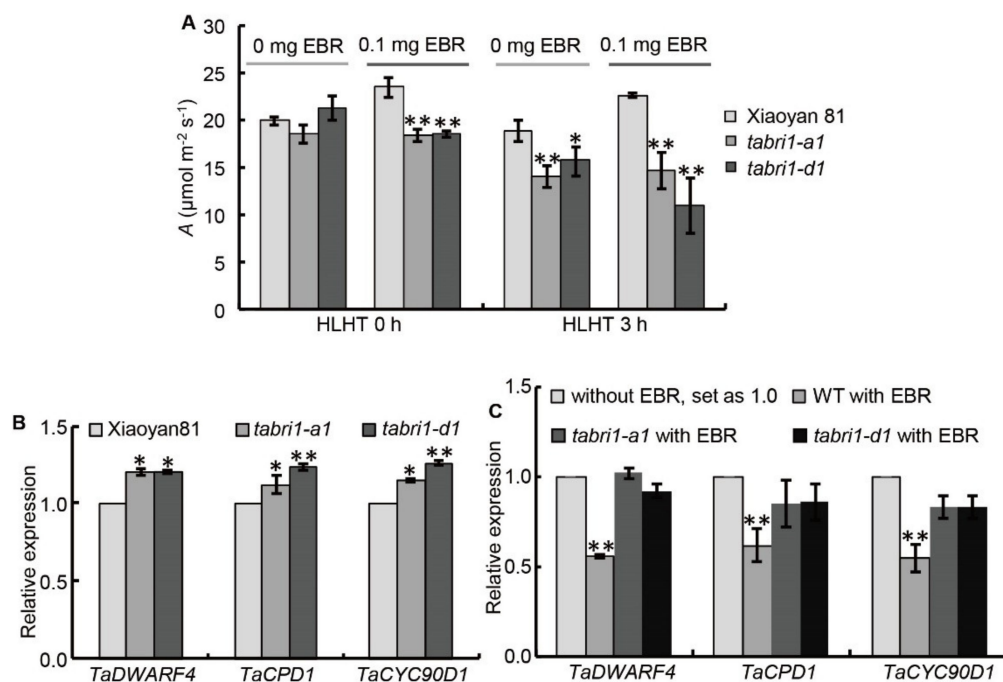 A
30
25
20
15
10
5
0
A (µmol m⁻² s⁻¹)
0 mg EBR 0.1 mg EBR 0 mg EBR 0.1 mg EBR
** ** ** * ** **
Xiaoyan 81
tabri1-a1
tabri1-d1
HLHT 0 h HLHT 3 h
B
1.5
1.0
0.5
0.0
Relative expression
Xiaoyan81 tabri1-a1 tabri1-d1
* * * ** * **
TaDWARF4 TaCPD1 TaCYC90D1
C
1.5
1.0
0.5
0.0
Relative expression
without EBR, set as 1.0 WT with EBR
tabri1-a1 with EBR tabri1-d1 with EBR
** ** **
TaDWARF4 TaCPD1 TaCYC90D1